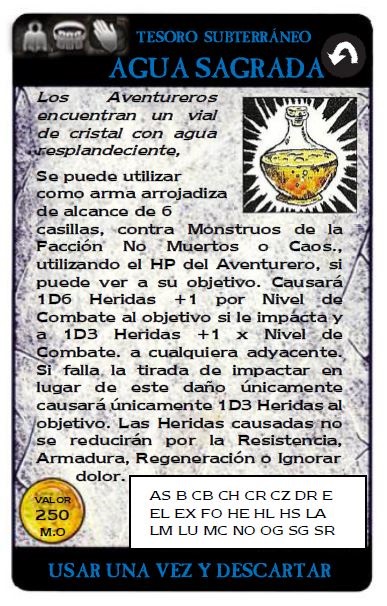 TESORO SUBTERRÁNEO
AGUA SAGRADA
Los Aventureros
encuentran un vial
de cristal con agua
resplandeciente,
Se puede utilizar
como arma arrojadiza
de alcance de 6
casillas, contra Monstruos de la
Facción No Muertos o Caos.,
utilizando el HP del Aventurero, si
puede ver a su objetivo. Causará
1D6 Heridas +1 por Nivel de
Combate al objetivo si le impacta y
a 1D3 Heridas +1 x Nivel de
Combate. a cualquiera adyacente.
Si falla la tirada de impactar en
lugar de este daño únicamente
causará únicamente 1D3 Heridas al
objetivo. Las Heridas causadas no
se reducirán por la Resistencia,
Armadura, Regeneración o Ignorar
dolor.
VALOR
250
M.O
AS B CB CH CR CZ DR E
EL EX FO HE HL HS LA
LM LU MC NO OG SG SR
USAR UNA VEZ Y DESCARTAR